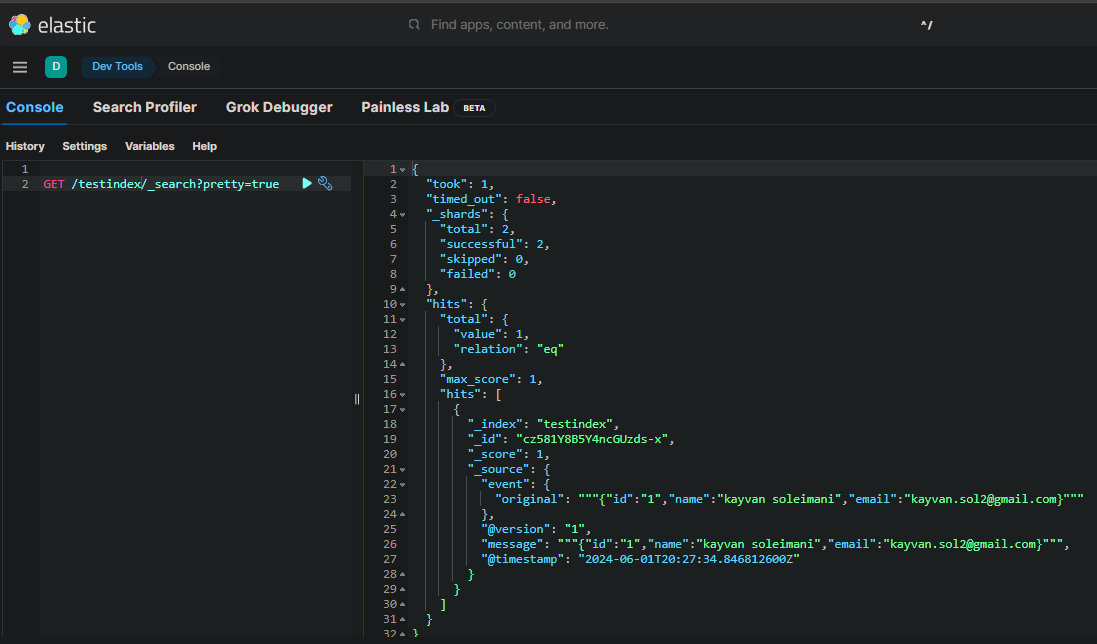 elastic
Find apps, content, and more.
^/
D
Dev Tools
Console
Console
Search Profiler
Grok Debugger
Painless Lab
BETA
History
Settings
Variables
Help
1
2 GET /testindex/_search?pretty=true
1 {
2 "took": 1,
3 "timed_out": false,
4 "_shards": {
5 "total": 2,
6 "successful": 2,
7 "skipped": 0,
8 "failed": 0
9 },
10 "hits": {
11 "total": {
12 "value": 1,
13 "relation": "eq"
14 },
15 "max_score": 1,
16 "hits": [
17 {
18 "_index": "testindex",
19 "_id": "cz581Y8B5Y4ncGUzds-x",
20 "_score": 1,
21 "_source": {
22 "event": {
23 "original": """{"id":"1","name":"kayvan soleimani","email":"kayvan.sol2@gmail.com}"""
24 },
25 "@version": "1",
26 "message": """{"id":"1","name":"kayvan soleimani","email":"kayvan.sol2@gmail.com}""",
27 "@timestamp": "2024-06-01T20:27:34.846812600Z"
28 }
29 }
30 ]
31 }
32 }